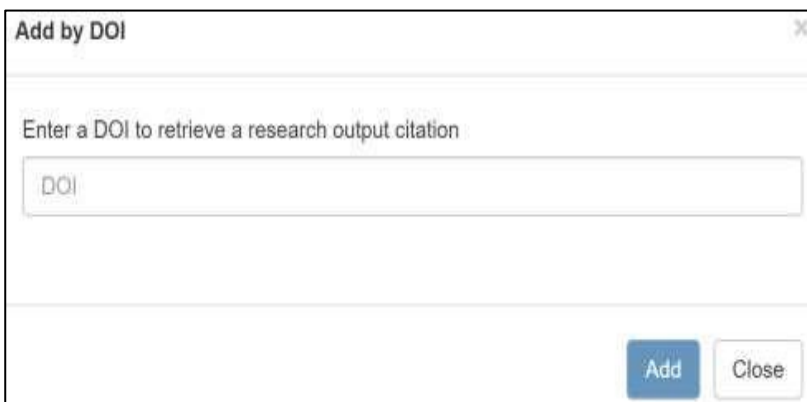 Add by DOI
×
Enter a DOI to retrieve a research output citation
DOI
Add Close